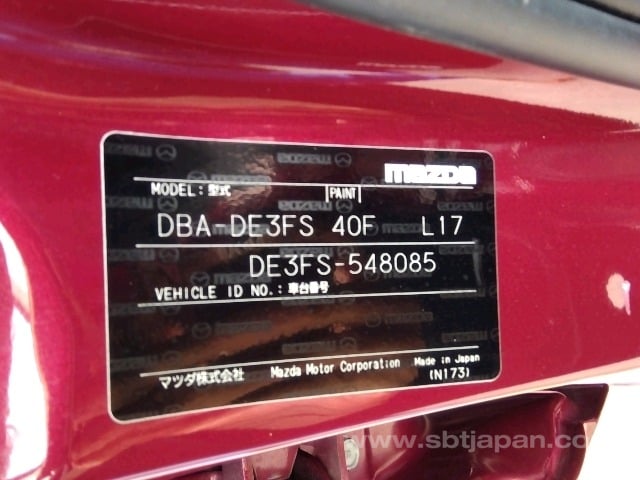 mazda
MODEL: 型式 PAINT
DBA-DE3FS 40F L17
DE3FS-548085
VEHICLE ID NO.: 車台番号
マツダ株式会社 Mazda Motor Corporation Made in Japan
(N173)
www.sbtjapan.co